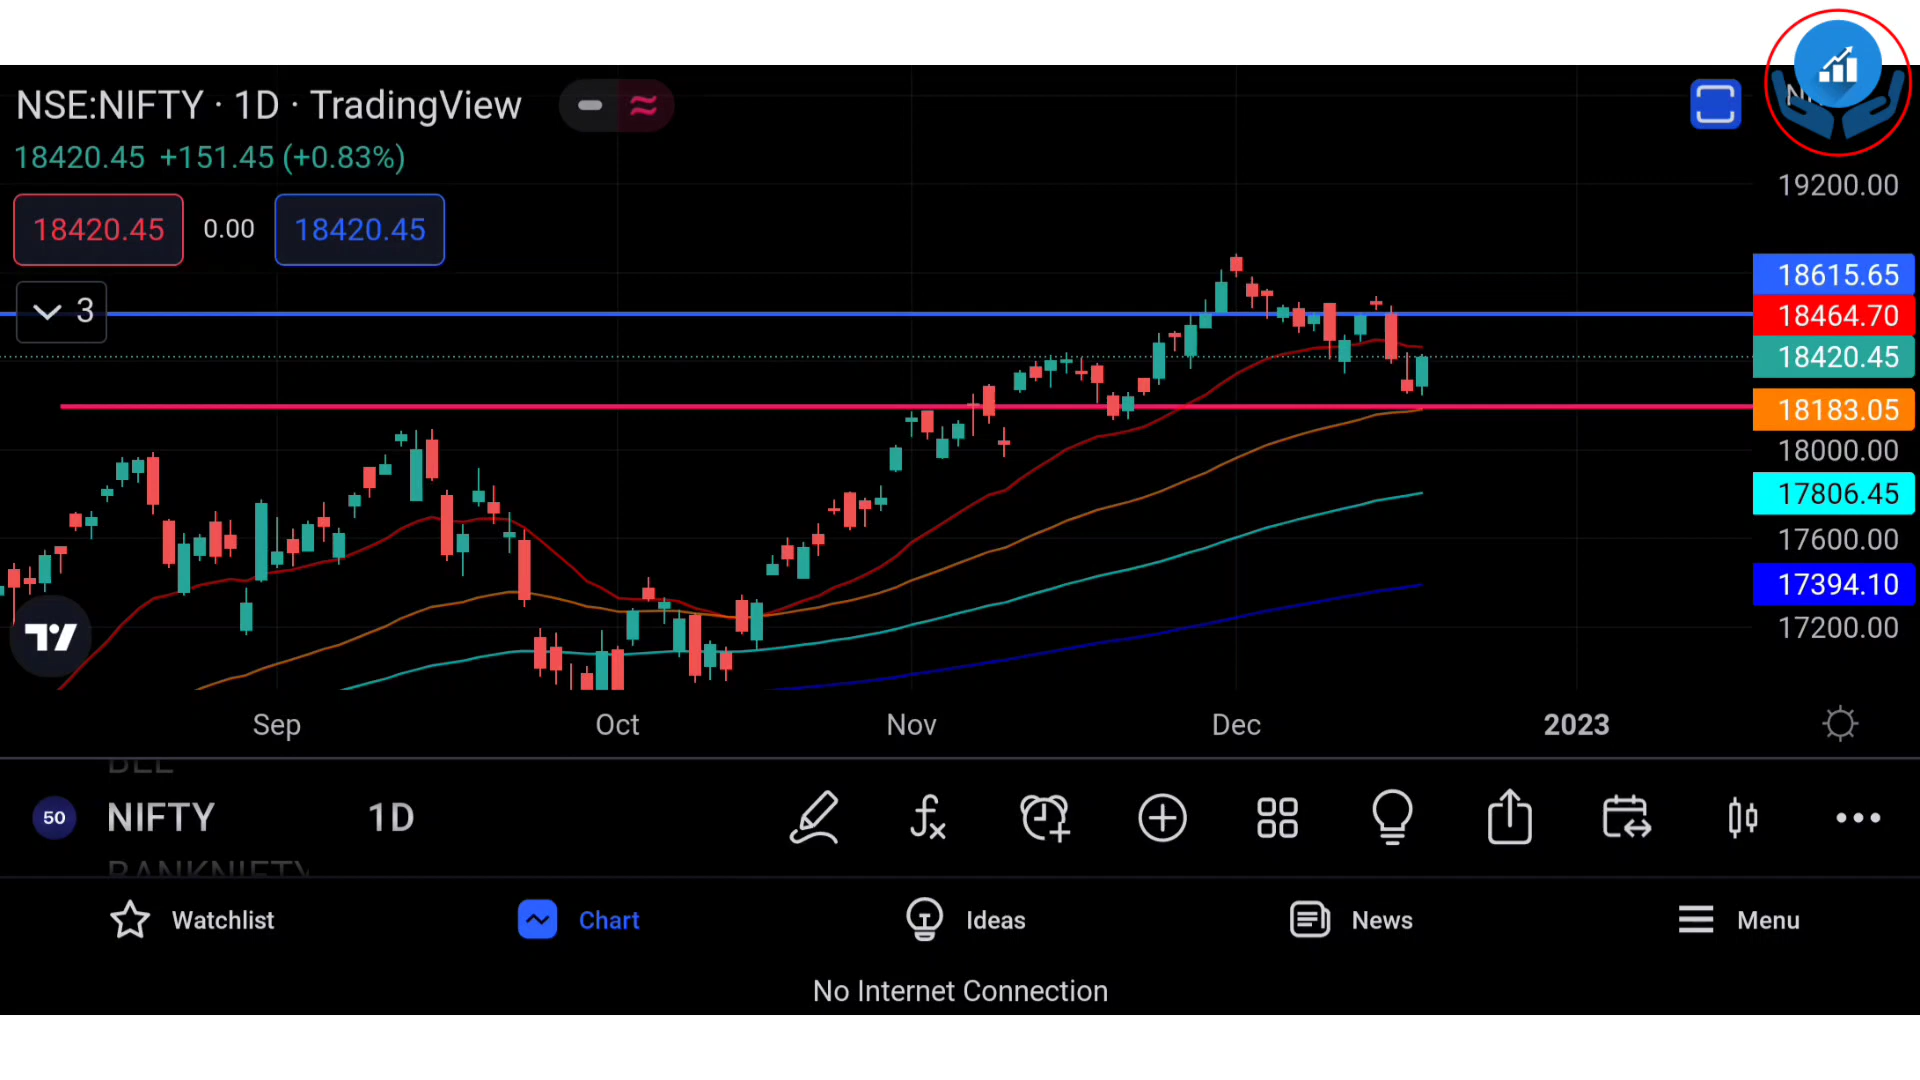 NSE:NIFTY · 1D · TradingView
18420.45 +151.45 (+0.83%)
18420.45 0.00 18420.45
3
19200.00
18615.65
18464.70
18420.45
18183.05
18000.00
17806.45
17600.00
17394.10
17200.00
Sep Oct Nov Dec 2023
50 NIFTY 1D
BANKNIFTY
Watchlist Chart Ideas News Menu
No Internet Connection